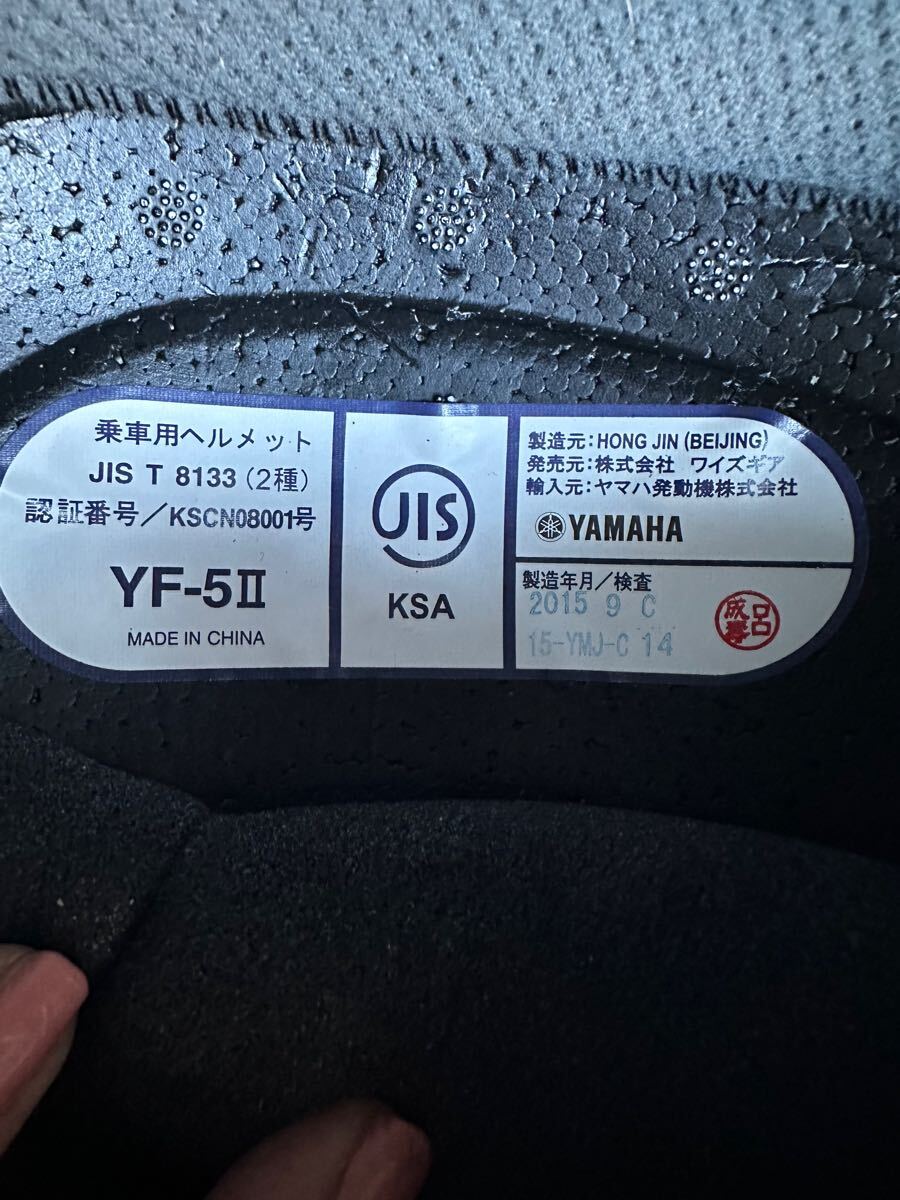 乗車用ヘルメット
JIS T 8133（2種）
認証番号／KSCN08001号
YF-5Ⅱ
MADE IN CHINA
JIS
KSA
製造元：HONG JIN (BEIJING)
発売元：株式会社 ワイズギア
輸入元：ヤマハ発動機株式会社
YAMAHA
製造年月／検査
2015 9 C
15-YMJ-C 14